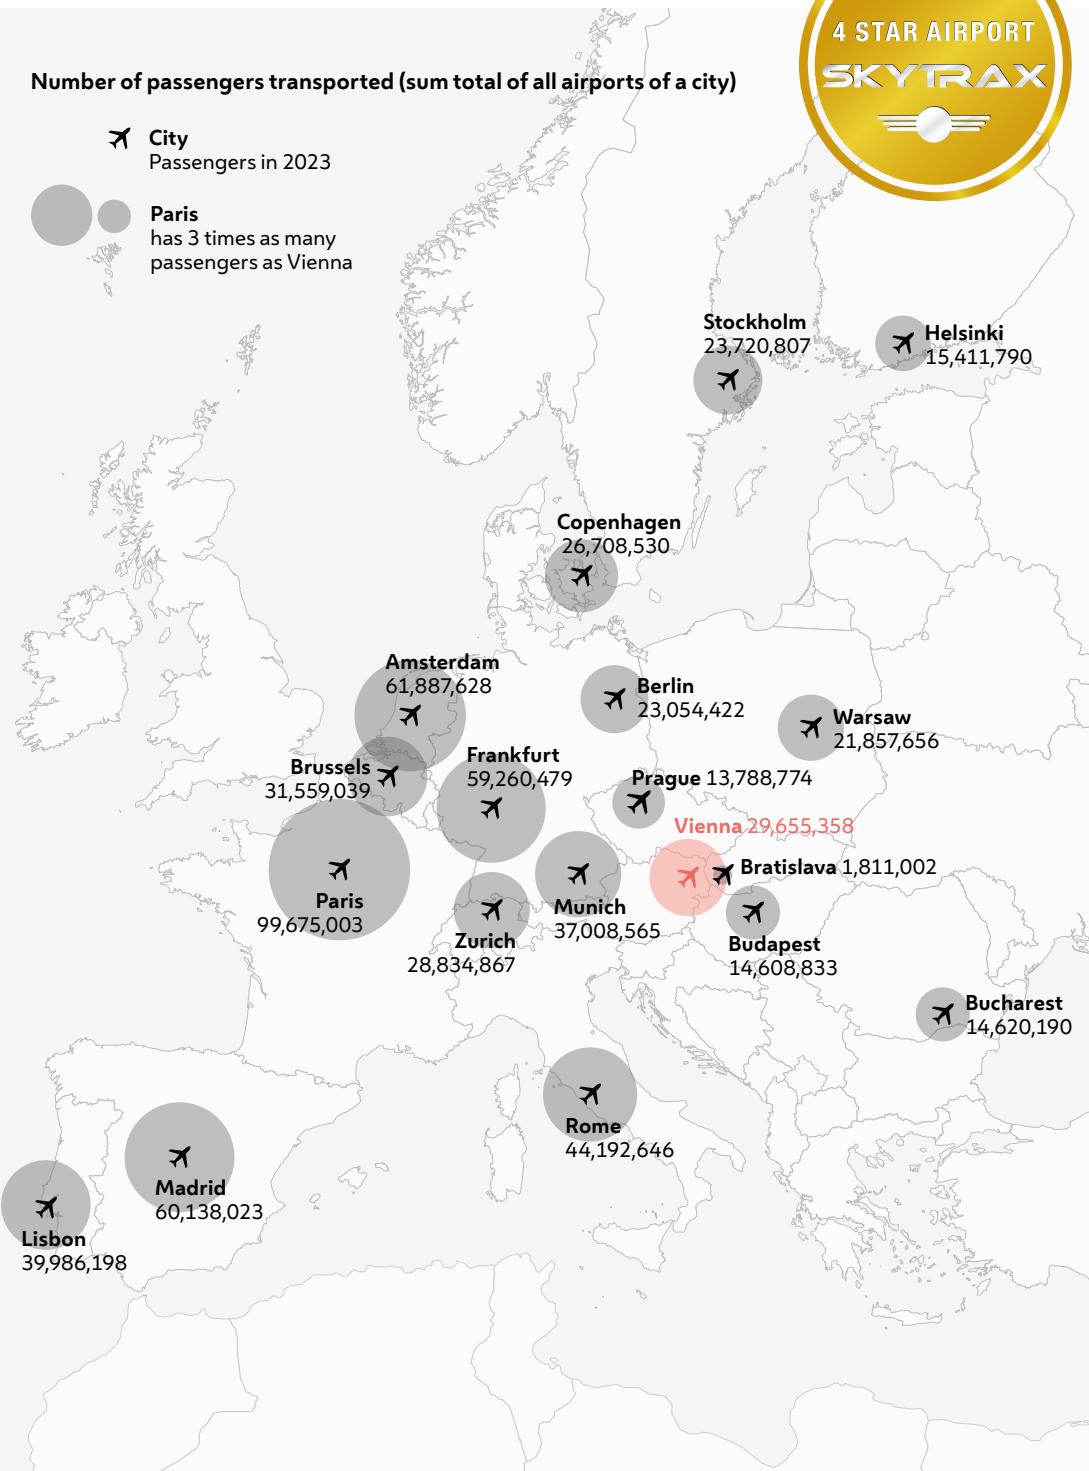 4 STAR AIRPORT
SKYTRAX
Number of passengers transported (sum total of all airports of a city)
City
Passengers in 2023
Paris
has 3 times as many
passengers as Vienna
Stockholm
23,720,807
Helsinki
15,411,790
Copenhagen
26,708,530
Amsterdam
61,887,628
Berlin
23,054,422
Warsaw
21,857,656
Frankfurt
59,260,479
Brussels
31,559,039
Prague 13,788,774
Vienna 29,655,358
Bratislava 1,811,002
Paris
99,675,003
Munich
37,008,565
Zurich
28,834,867
Budapest
14,608,833
Bucharest
14,620,190
Rome
44,192,646
Madrid
60,138,023
Lisbon
39,986,198